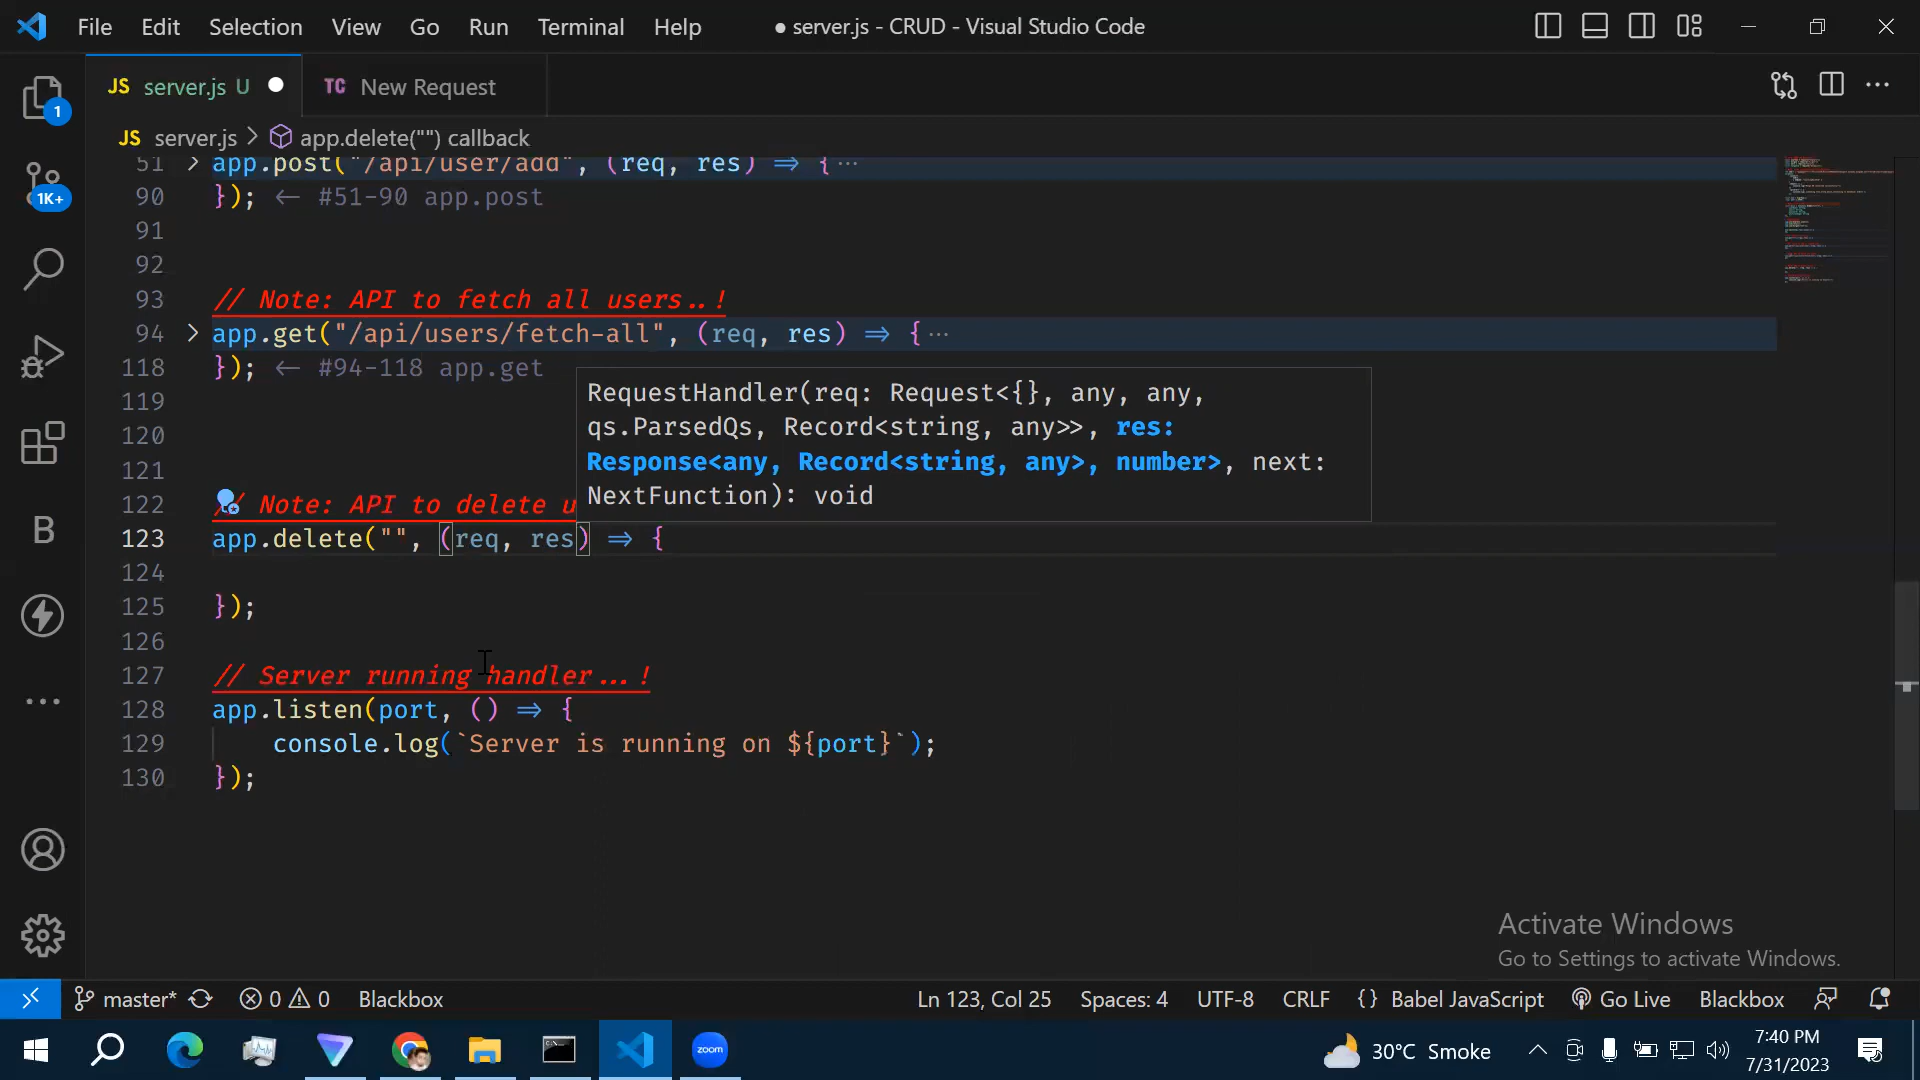 File Edit Selection View Go Run Terminal Help ● server.js - CRUD - Visual Studio Code
JS server.js U ● TC New Request
JS server.js > app.delete("") callback
1
1K+
B
51 > app.post("/api/user/add", (req, res) ⇒ { ···
90 }); ← #51-90 app.post
91
92
93 // Note: API to fetch all users..!
94 > app.get("/api/users/fetch-all", (req, res) ⇒ { ···
118 }); ← #94-118 app.get
119
120
121
RequestHandler(req: Request<{}, any, any,
qs.ParsedQs, Record<string, any>>, res:
Response<any, Record<string, any>, number>, next:
NextFunction): void
122 // Note: API to delete u
123 app.delete("", (req, res) ⇒ {
124
125 });
126
127 // Server running handler...!
128 app.listen(port, () ⇒ {
129 console.log(`Server is running on ${port}`);
130 });
Activate Windows
Go to Settings to activate Windows.
master* 0 0 Blackbox Ln 123, Col 25 Spaces: 4 UTF-8 CRLF {} Babel JavaScript Go Live Blackbox
zoom 30°C Smoke 7:40 PM
7/31/2023